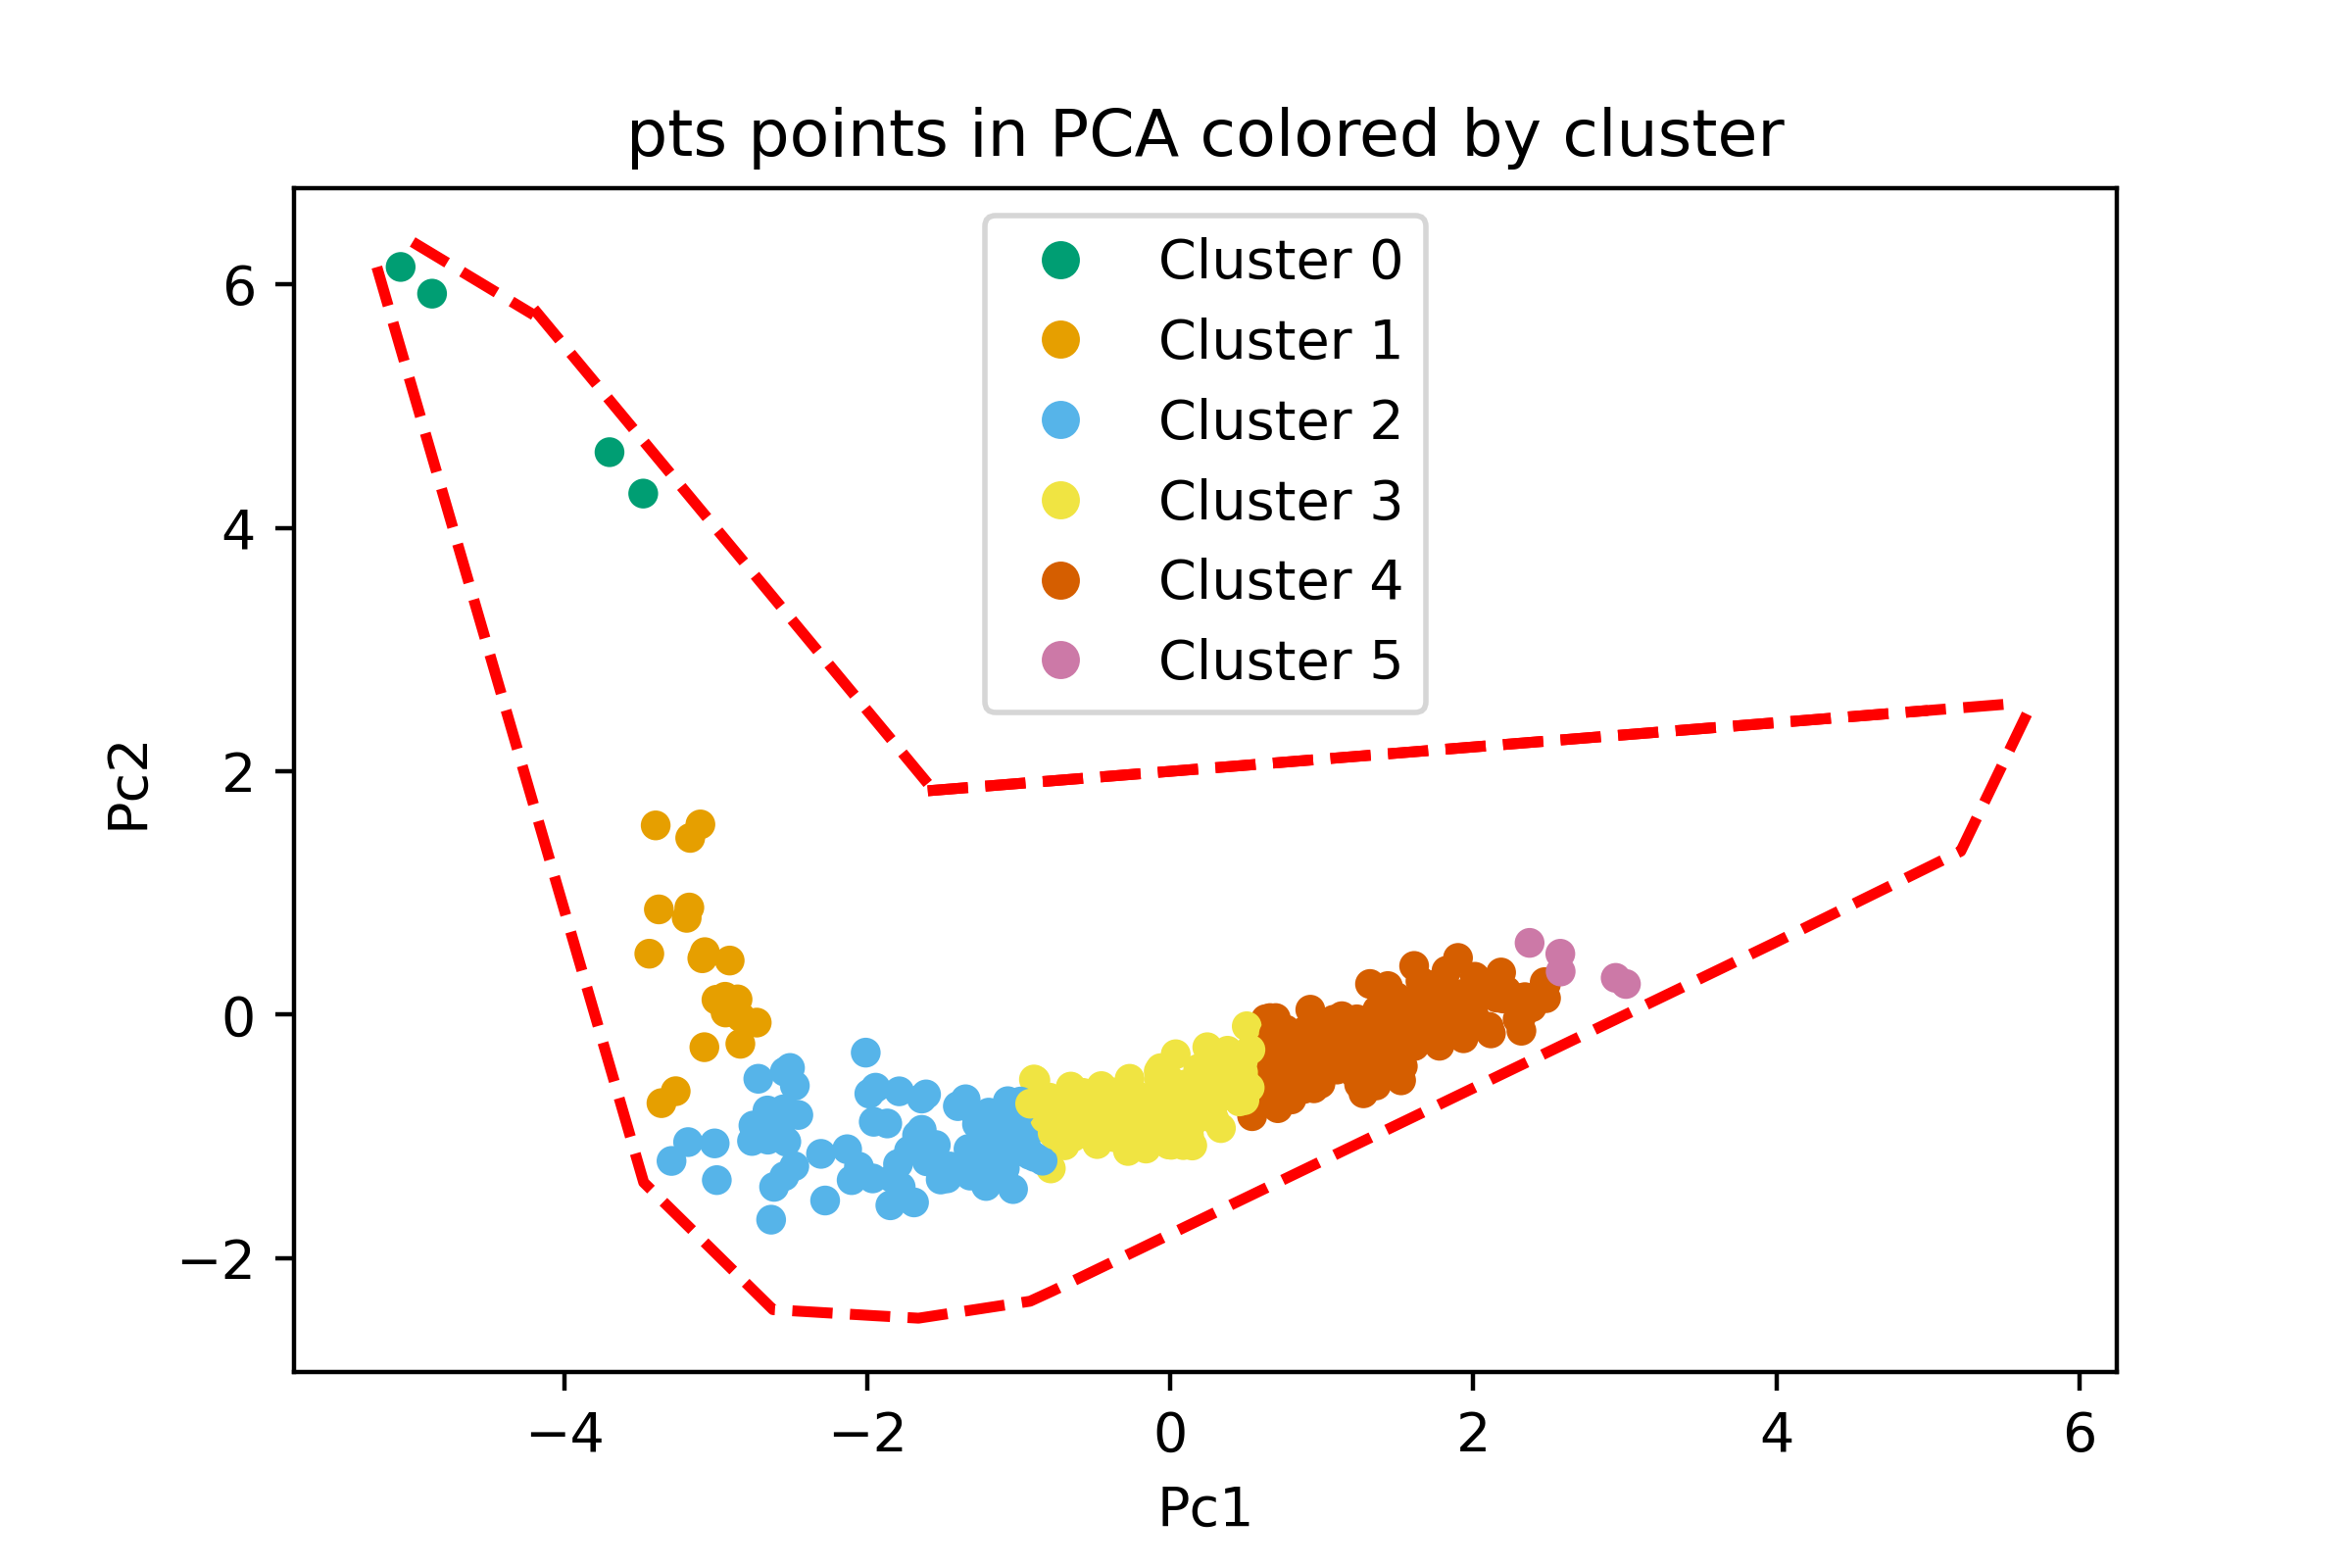 pts points in PCA colored by cluster
Cluster 0
Cluster 1
Cluster 2
Cluster 3
Cluster 4
Cluster 5
6
4
2
0
−2
Pc2
−4 −2 0 2 4 6
Pc1